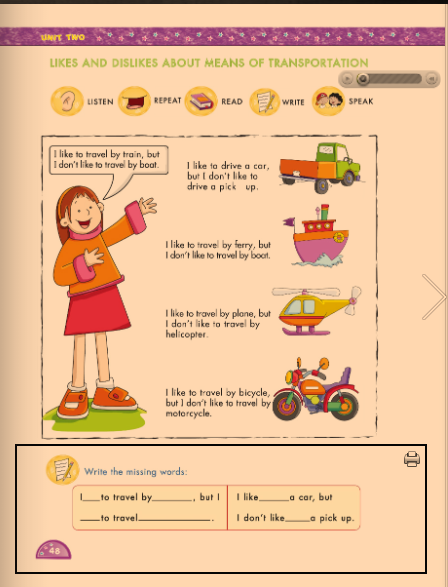 UNIT TWO
LIKES AND DISLIKES ABOUT MEANS OF TRANSPORTATION
LISTEN
REPEAT
READ
WRITE
SPEAK
I like to travel by train, but
I don't like to travel by boat.
I like to drive a car,
but I don't like to
drive a pick up.
I like to travel by ferry, but
I don't like to travel by boat.
I like to travel by plane, but
I don't like to travel by
helicopter.
I like to travel by bicycle,
but I don't like to travel by
motorcycle.
Write the missing words:
I___to travel by_______, but I
___to travel____________.
I like_____a car, but
I don't like____a pick up.
48